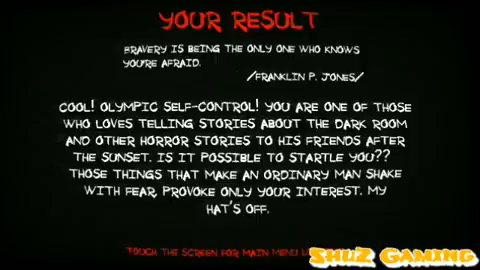 YOUR RESULT
BRAVERY IS BEING THE ONLY ONE WHO KNOWS
YOU'RE AFRAID.
/FRANKLIN P. JONES/
COOL! OLYMPIC SELF-CONTROL! YOU ARE ONE OF THOSE
WHO LOVES TELLING STORIES ABOUT THE DARK ROOM
AND OTHER HORROR STORIES TO HIS FRIENDS AFTER
THE SUNSET. IS IT POSSIBLE TO STARTLE YOU??
THOSE THINGS THAT MAKE AN ORDINARY MAN SHAKE
WITH FEAR, PROVOKE ONLY YOUR INTEREST. MY
HAT'S OFF.
TOUCH THE SCREEN FOR MAIN MENU
SHUZ GAMING